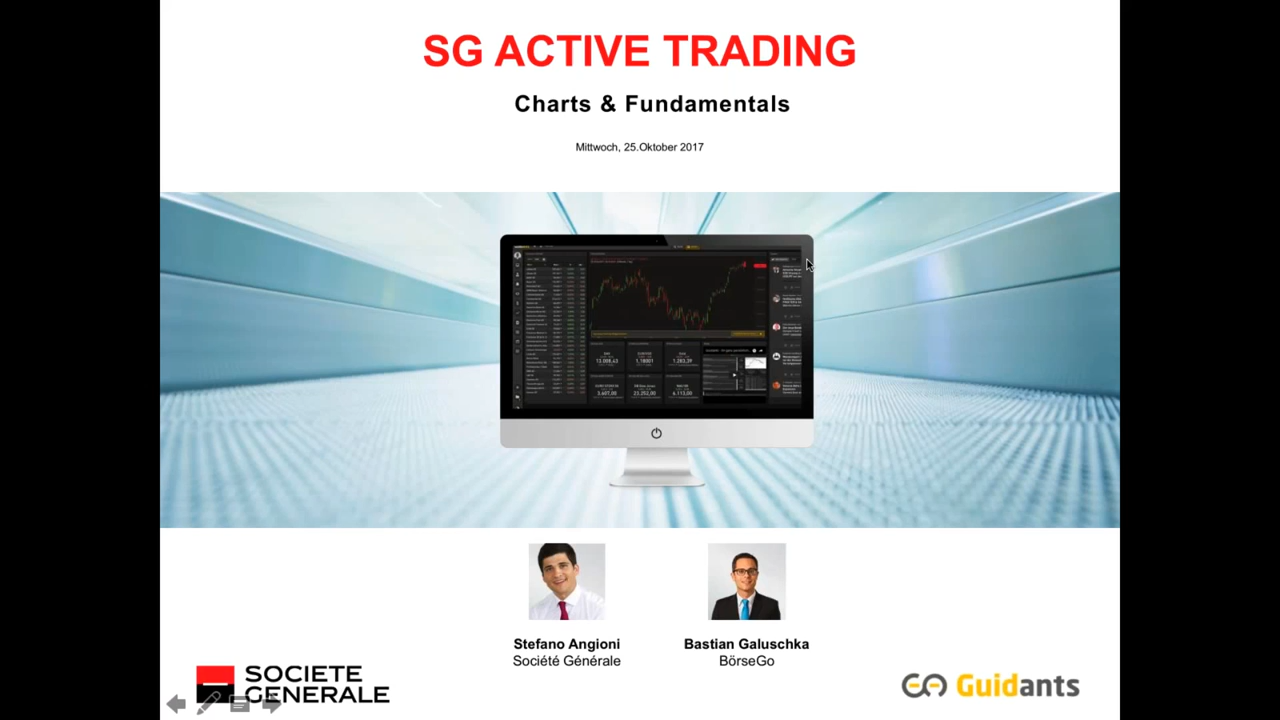 SG ACTIVE TRADING
Charts & Fundamentals
Mittwoch, 25.Oktober 2017
Stefano Angioni
Société Générale
Bastian Galuschka
BörseGo
SOCIETE
GENERALE
Guidants